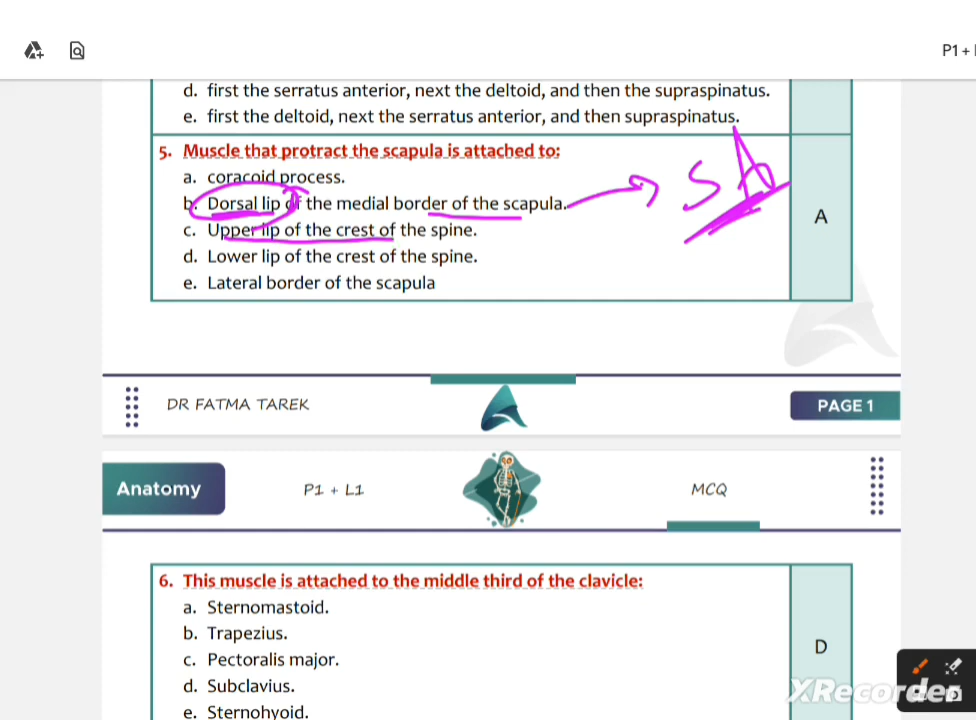 P1 +
d. first the serratus anterior, next the deltoid, and then the supraspinatus.
e. first the deltoid, next the serratus anterior, and then supraspinatus.
5. Muscle that protract the scapula is attached to:
a. coracoid process.
b. Dorsal lip of the medial border of the scapula.
SA
c. Upper lip of the crest of the spine.
d. Lower lip of the crest of the spine.
e. Lateral border of the scapula
A
DR FATMA TAREK
PAGE 1
Anatomy
P1 + L1
MCQ
6. This muscle is attached to the middle third of the clavicle:
a. Sternomastoid.
b. Trapezius.
c. Pectoralis major.
d. Subclavius.
e. Sternohyoid.
D
XRecorder